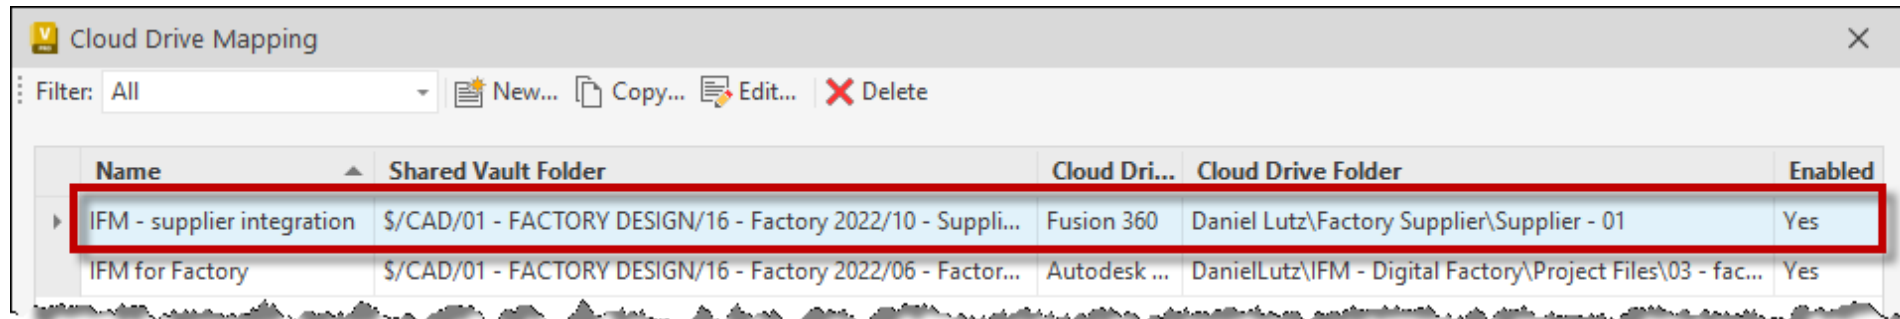 Cloud Drive Mapping
Filter: All New... Copy... Edit... Delete
Name Shared Vault Folder Cloud Dri... Cloud Drive Folder Enabled
IFM - supplier integration $/CAD/01 - FACTORY DESIGN/16 - Factory 2022/10 - Suppli... Fusion 360 Daniel Lutz\Factory Supplier\Supplier - 01 Yes
IFM for Factory $/CAD/01 - FACTORY DESIGN/16 - Factory 2022/06 - Factor... Autodesk ... DanielLutz\IFM - Digital Factory\Project Files\03 - fac... Yes